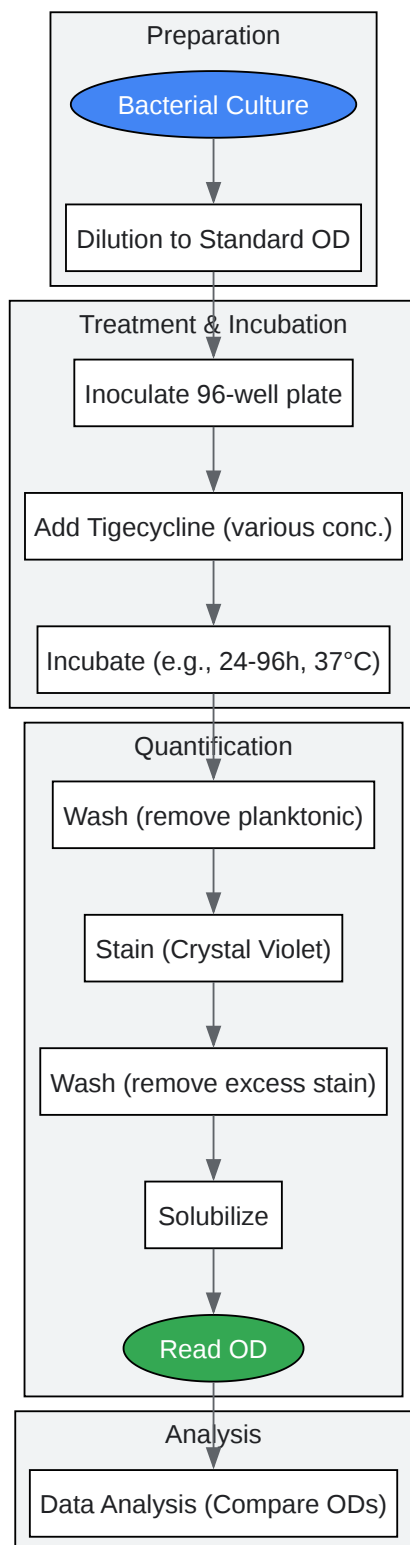 Preparation
Bacterial Culture
Dilution to Standard OD
Treatment & Incubation
Inoculate 96-well plate
Add Tigecycline (various conc.)
Incubate (e.g., 24-96h, 37°C)
Quantification
Wash (remove planktonic)
Stain (Crystal Violet)
Wash (remove excess stain)
Solubilize
Read OD
Analysis
Data Analysis (Compare ODs)